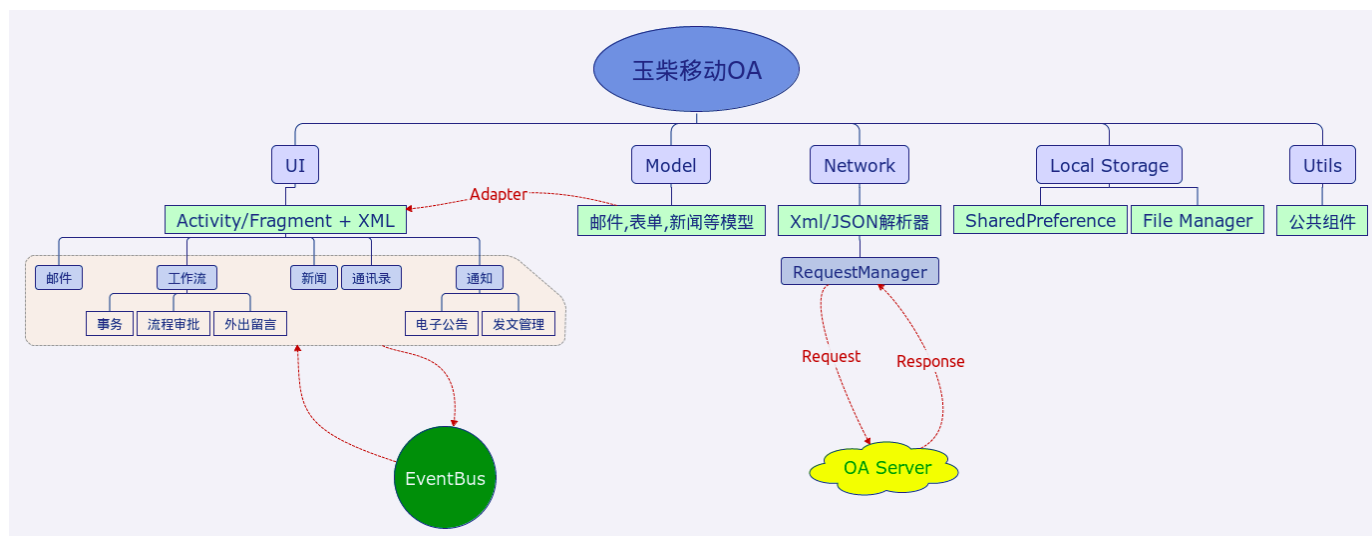 玉柴移动OA
UI
Model
Network
Local Storage
Utils
Adapter
Activity/Fragment + XML
邮件,表单,新闻等模型
Xml/JSON解析器
SharedPreference
File Manager
公共组件
邮件
工作流
新闻
通讯录
通知
RequestManager
事务
流程审批
外出留言
电子公告
发文管理
Request
Response
EventBus
OA Server